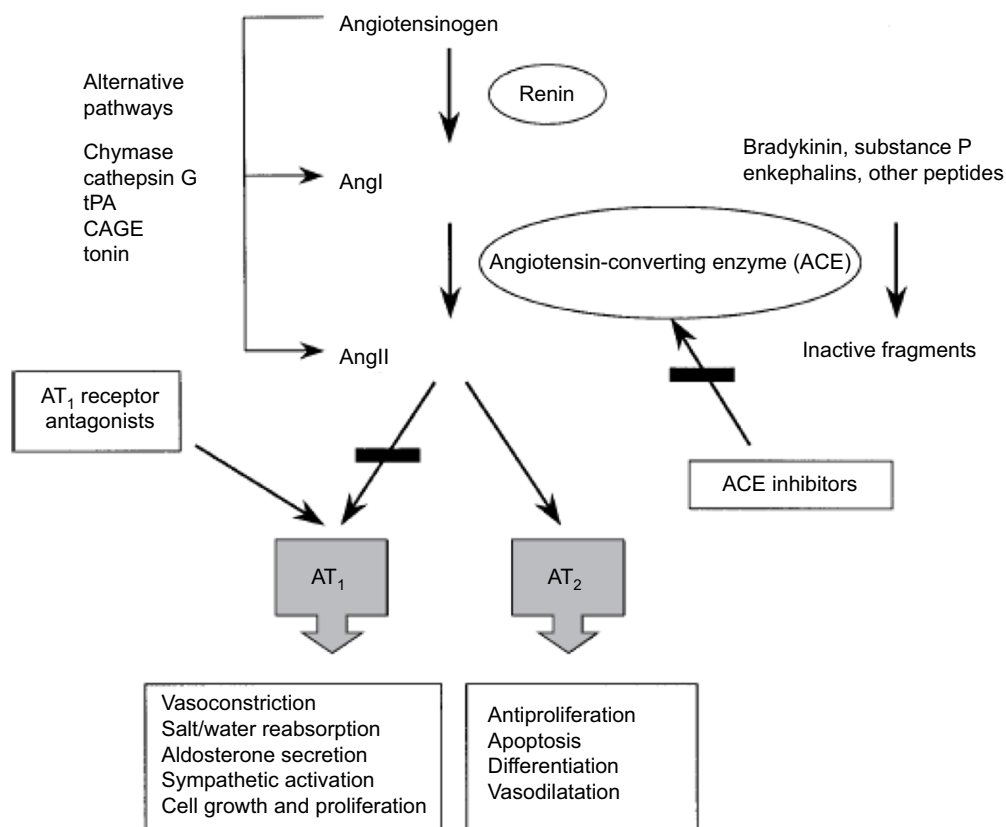 Angiotensinogen
Alternative
pathways
Renin
Chymase
cathepsin G
tPA
CAGE
tonin
AngI
Bradykinin, substance P
enkephalins, other peptides
Angiotensin-converting enzyme (ACE)
AngII
Inactive fragments
AT₁ receptor
antagonists
ACE inhibitors
AT₁
AT₂
Vasoconstriction
Salt/water reabsorption
Aldosterone secretion
Sympathetic activation
Cell growth and proliferation
Antiproliferation
Apoptosis
Differentiation
Vasodilatation